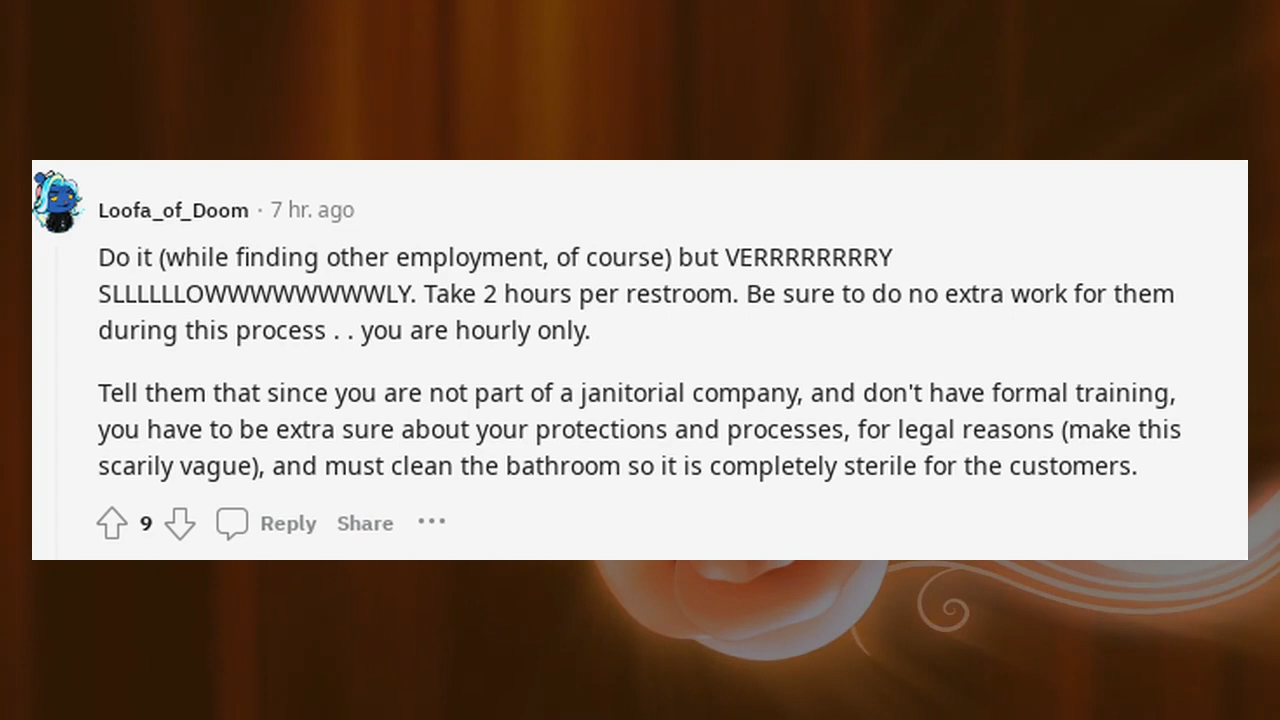 Loofa_of_Doom · 7 hr. ago
Do it (while finding other employment, of course) but VERRRRRRRRY
SLLLLLLOWWWWWWWWWLY. Take 2 hours per restroom. Be sure to do no extra work for them
during this process . . you are hourly only.
Tell them that since you are not part of a janitorial company, and don't have formal training,
you have to be extra sure about your protections and processes, for legal reasons (make this
scarily vague), and must clean the bathroom so it is completely sterile for the customers.
9 Reply Share ···